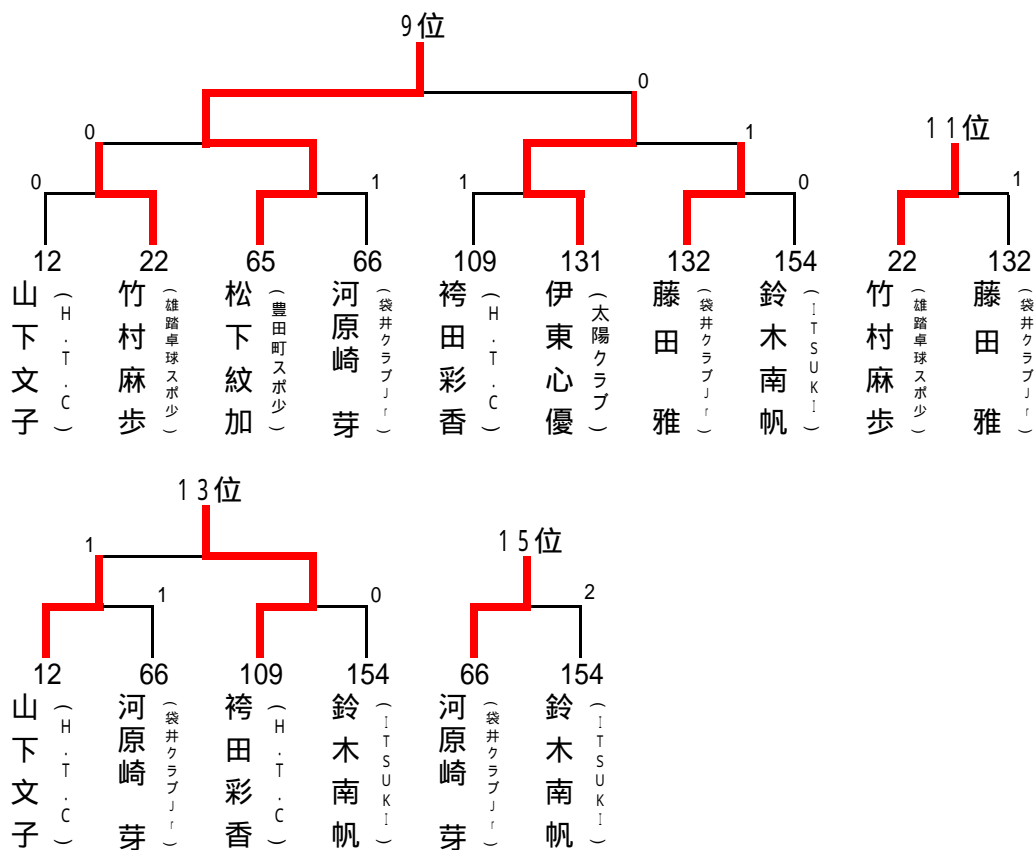 9位
0
0
1
11位
0
1
1
0
1
12
22
65
66
109
131
132
154
22
132
山下文子
(H.T.C)
竹村麻歩
(雄踏卓球スポ少)
松下紋加
(豊田町スポ少)
河原崎 芽
(袋井クラブJr)
袴田彩香
(H.T.C)
伊東心優
(太陽クラブ)
藤田 雅
(袋井クラブJr)
鈴木南帆
(ITSUKI)
竹村麻歩
(雄踏卓球スポ少)
藤田 雅
(袋井クラブJr)
13位
15位
1
1
0
2
12
66
109
154
66
154
山下文子
(H.T.C)
河原崎 芽
(袋井クラブJr)
袴田彩香
(H.T.C)
鈴木南帆
(ITSUKI)
河原崎 芽
(袋井クラブJr)
鈴木南帆
(ITSUKI)